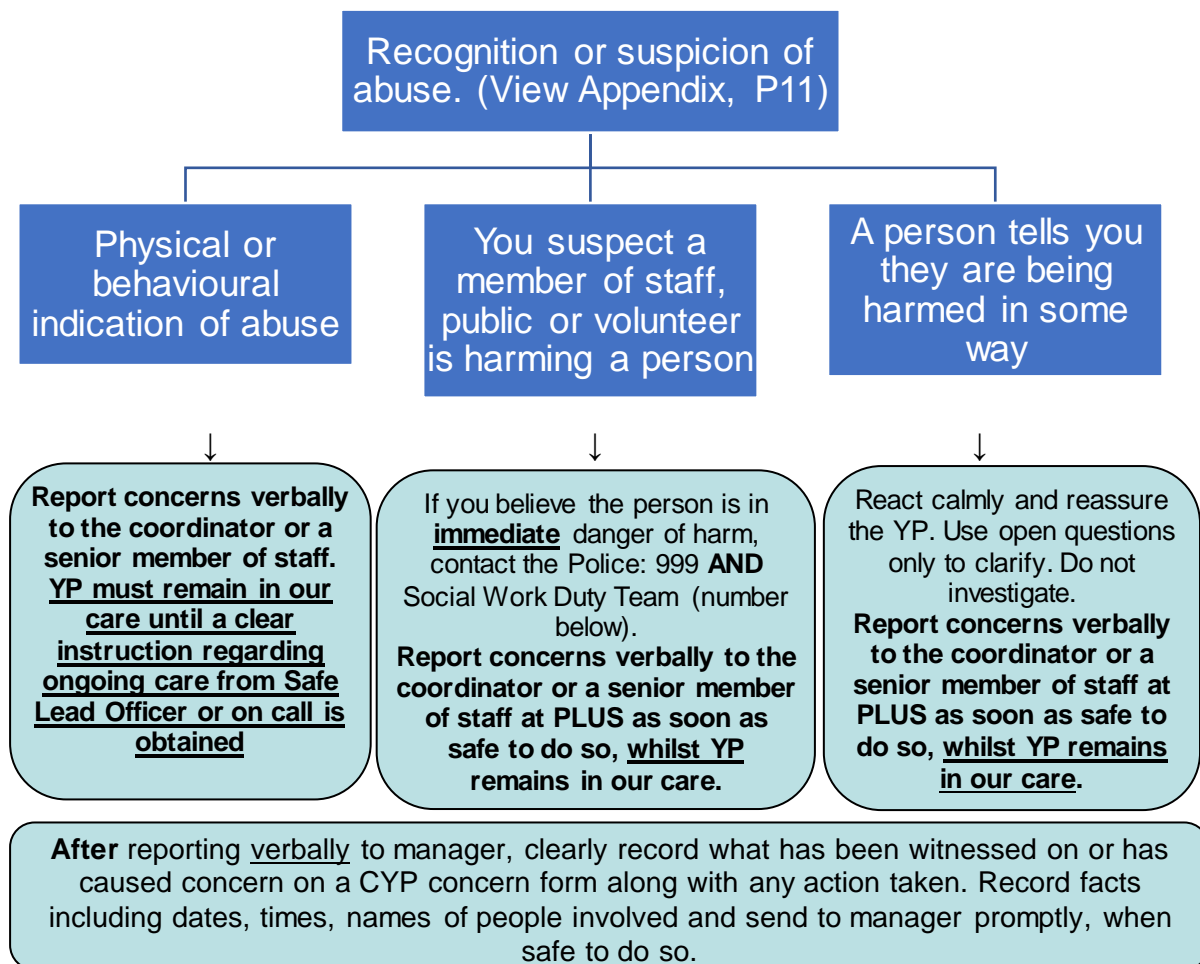 Recognition or suspicion of
abuse. (View Appendix, P11)
Physical or
behavioural
indication of abuse
You suspect a
member of staff,
public or volunteer
is harming a person
A person tells you
they are being
harmed in some
way
↓
↓
↓
Report concerns verbally
to the coordinator or a
senior member of staff.
YP must remain in our
care until a clear
instruction regarding
ongoing care from Safe
Lead Officer or on call is
obtained
If you believe the person is in
immediate danger of harm,
contact the Police: 999 AND
Social Work Duty Team (number
below).
Report concerns verbally to the
coordinator or a senior member
of staff at PLUS as soon as
safe to do so, whilst YP
remains in our care.
React calmly and reassure
the YP. Use open questions
only to clarify. Do not
investigate.
Report concerns verbally
to the coordinator or a
senior member of staff at
PLUS as soon as safe to
do so, whilst YP remains
in our care.
After reporting verbally to manager, clearly record what has been witnessed on or has
caused concern on a CYP concern form along with any action taken. Record facts
including dates, times, names of people involved and send to manager promptly, when
safe to do so.